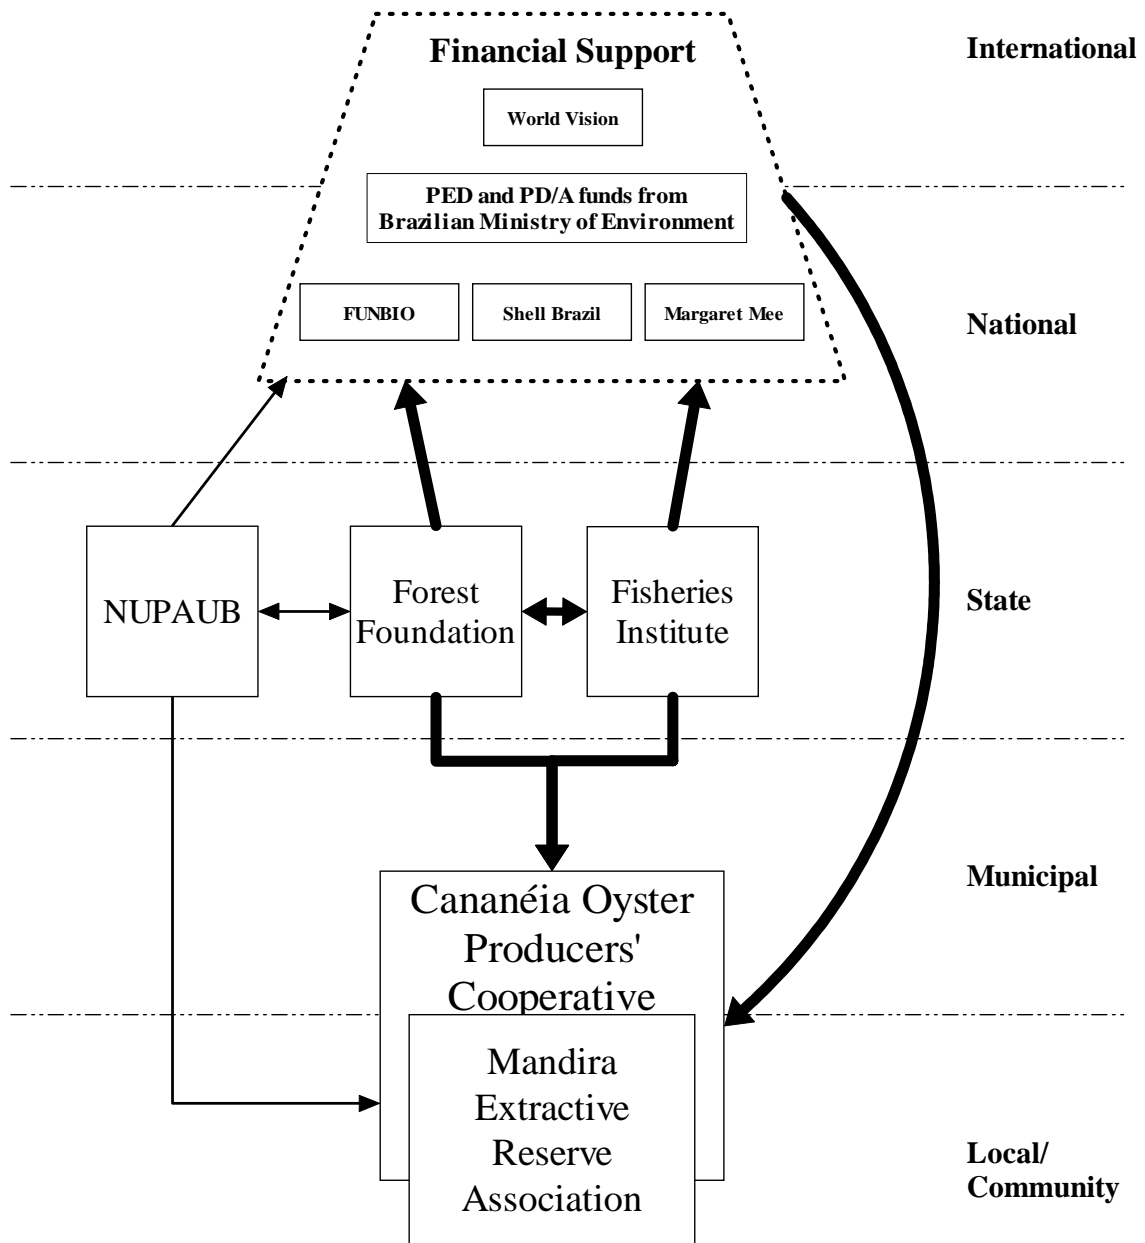 Financial Support
International
World Vision
PED and PD/A funds from
Brazilian Ministry of Environment
FUNBIO
Shell Brazil
Margaret Mee
National
NUPAUB
Forest
Foundation
Fisheries
Institute
State
Cananéia Oyster
Producers'
Cooperative
Municipal
Mandira
Extractive
Reserve
Association
Local/
Community